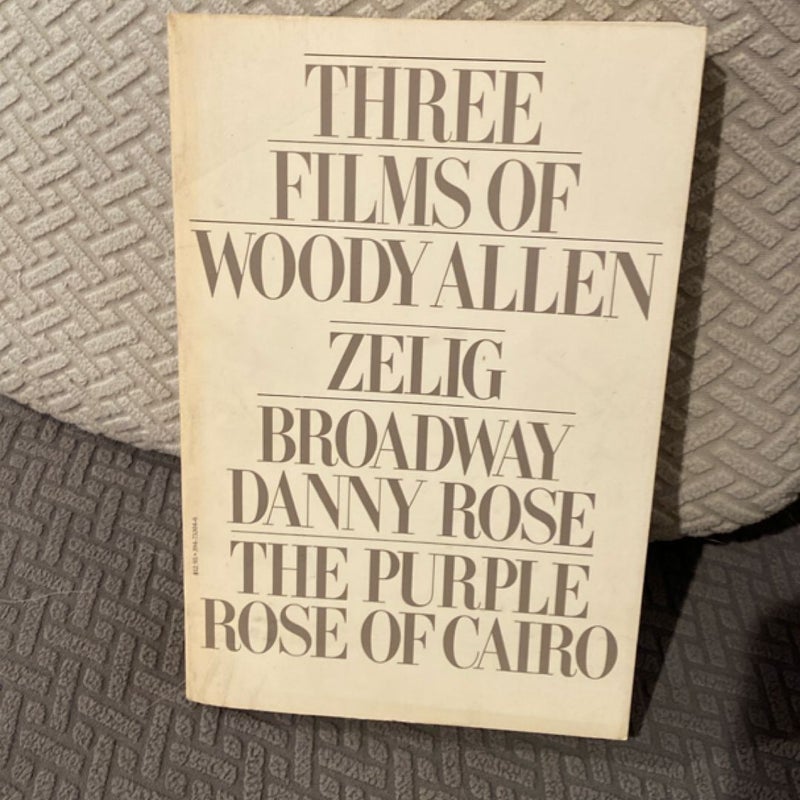 THREE
FILMS OF
WOODY ALLEN
ZELIG
BROADWAY
DANNY ROSE
THE PURPLE
ROSE OF CAIRO